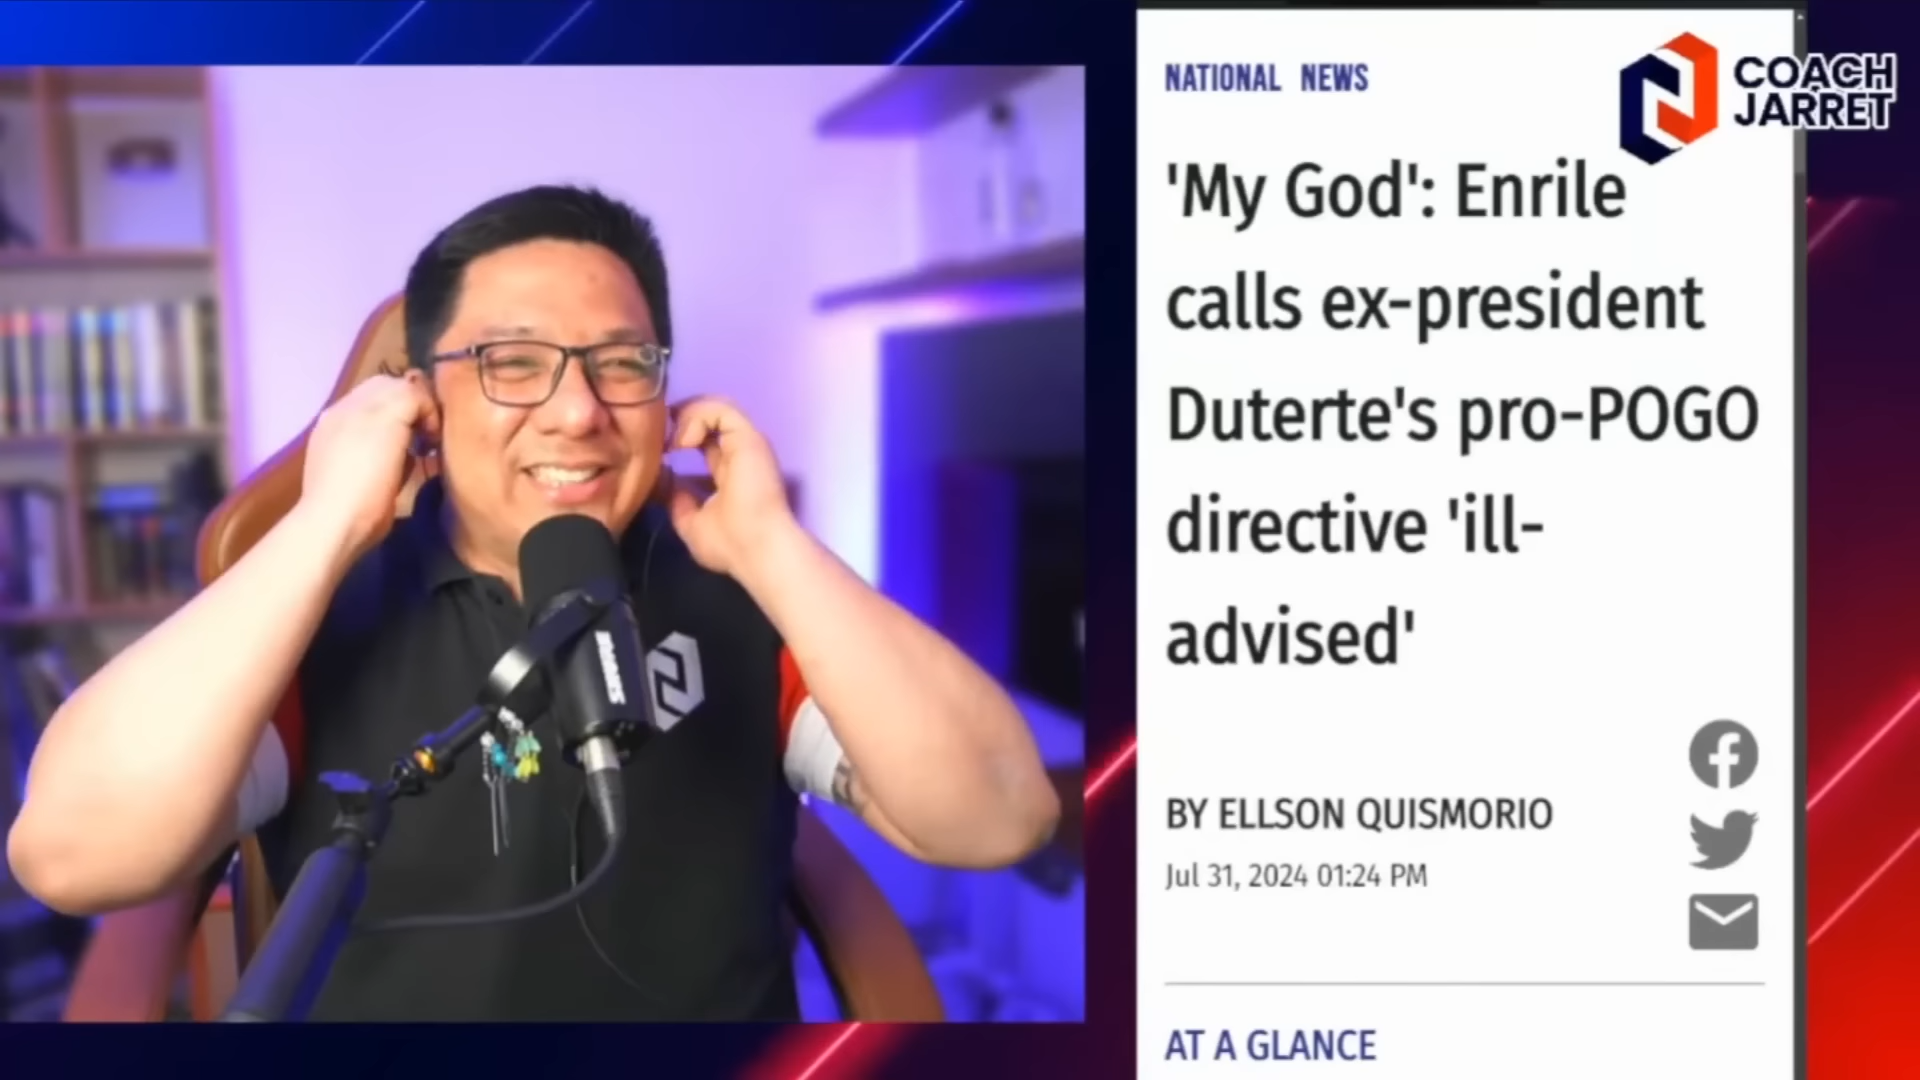 NATIONAL NEWS
COACH
JARRET
'My God': Enrile
calls ex-president
Duterte's pro-POGO
directive 'ill-
advised'
BY ELLSON QUISMORIO
Jul 31, 2024 01:24 PM
AT A GLANCE